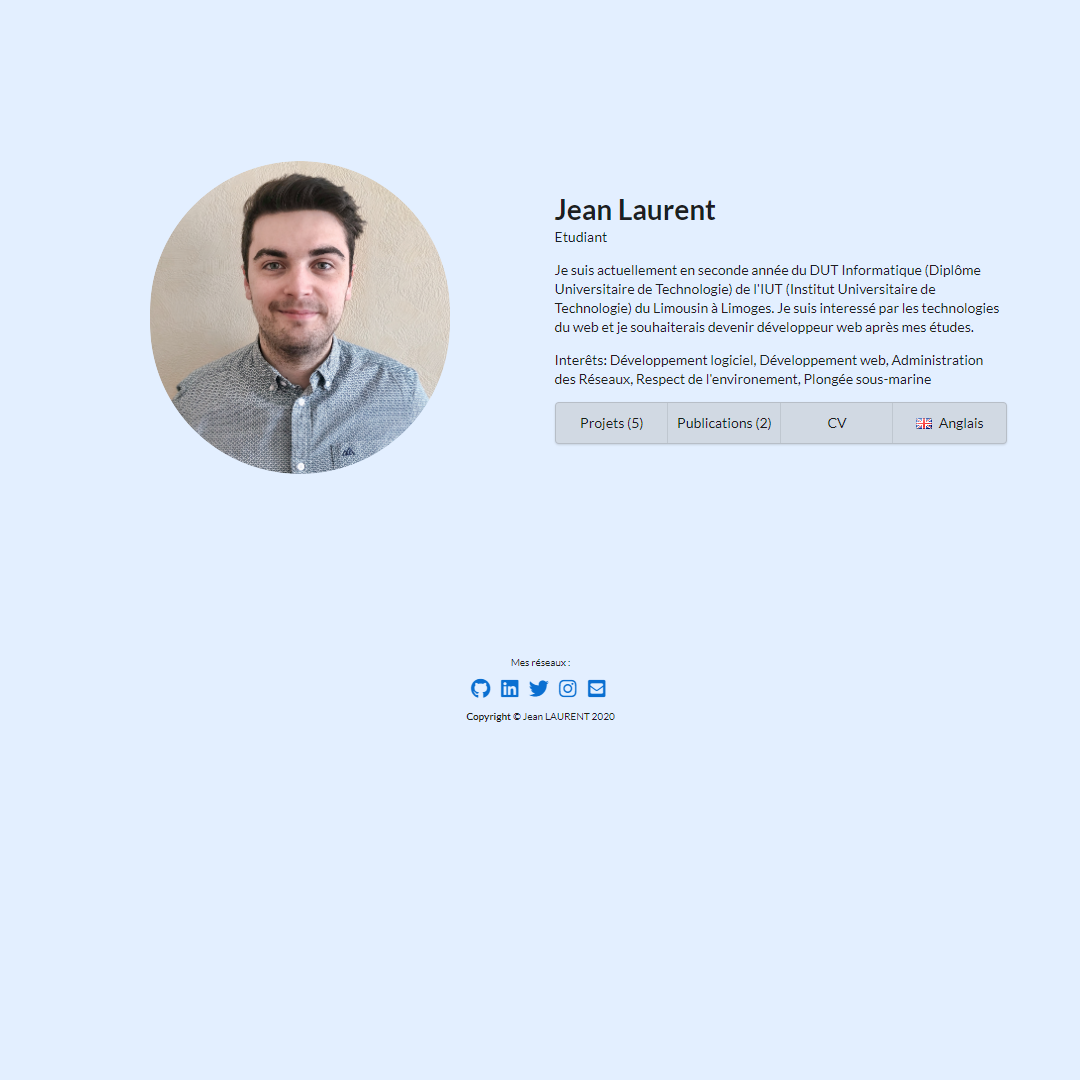 Jean Laurent
Etudiant
Je suis actuellement en seconde année du DUT Informatique (Diplôme
Universitaire de Technologie) de l'IUT (Institut Universitaire de
Technologie) du Limousin à Limoges. Je suis interessé par les technologies
du web et je souhaiterais devenir développeur web après mes études.
Interêts: Développement logiciel, Développement web, Administration
des Réseaux, Respect de l'environement, Plongée sous-marine
Projets (5) Publications (2) CV Anglais
Mes réseaux :
Copyright © Jean LAURENT 2020